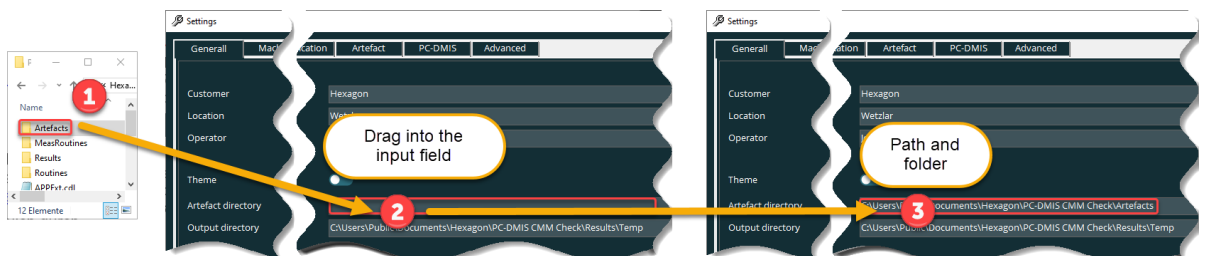 F
Hexa...
1
Name
Artefacts
MeasRoutines
Results
Routines
APPExt.cdl
12 Elemente
Settings
Generall
Artefact
PC-DMIS
Advanced
Customer
Hexagon
Location
Operator
Drag into the
input field
Theme
Artefact directory
2
Output directory
C:\Users\Public\Documents\Hexagon\PC-DMIS CMM Check\Results\Temp
Settings
Generall
Artefact
PC-DMIS
Advanced
Customer
Hexagon
Location
Wetzlar
Operator
Path and
folder
Theme
Artefact directory
C:\Users\Public\Documents\Hexagon\PC-DMIS CMM Check\Artefacts
3
Output directory
C:\Users\Public\Documents\Hexagon\PC-DMIS CMM Check\Results\Temp